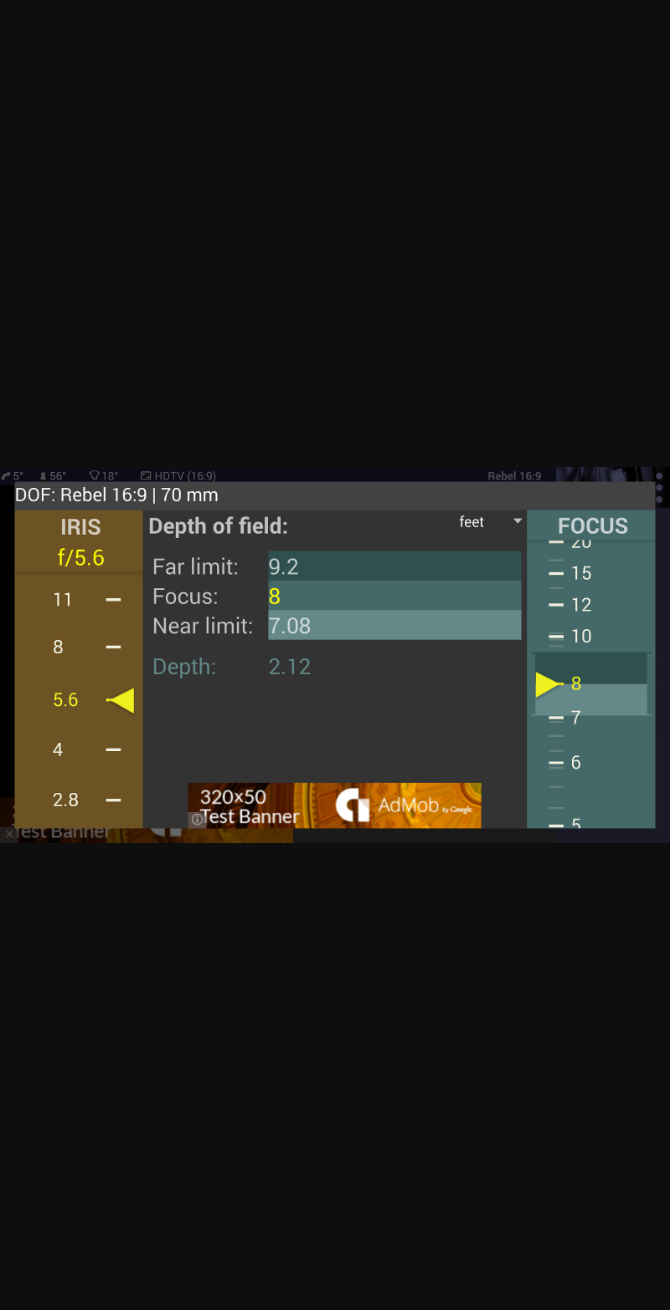 5° 56° 18° HDTV (16:9) Rebel 16:9
DOF: Rebel 16:9 | 70 mm
IRIS
f/5.6
11
8
5.6
4
2.8
Depth of field:
feet
Far limit: 9.2
Focus: 8
Near limit: 7.08
Depth: 2.12
320x50
Test Banner
AdMob by Google
FOCUS
20
15
12
10
8
7
6
5
Test Banner